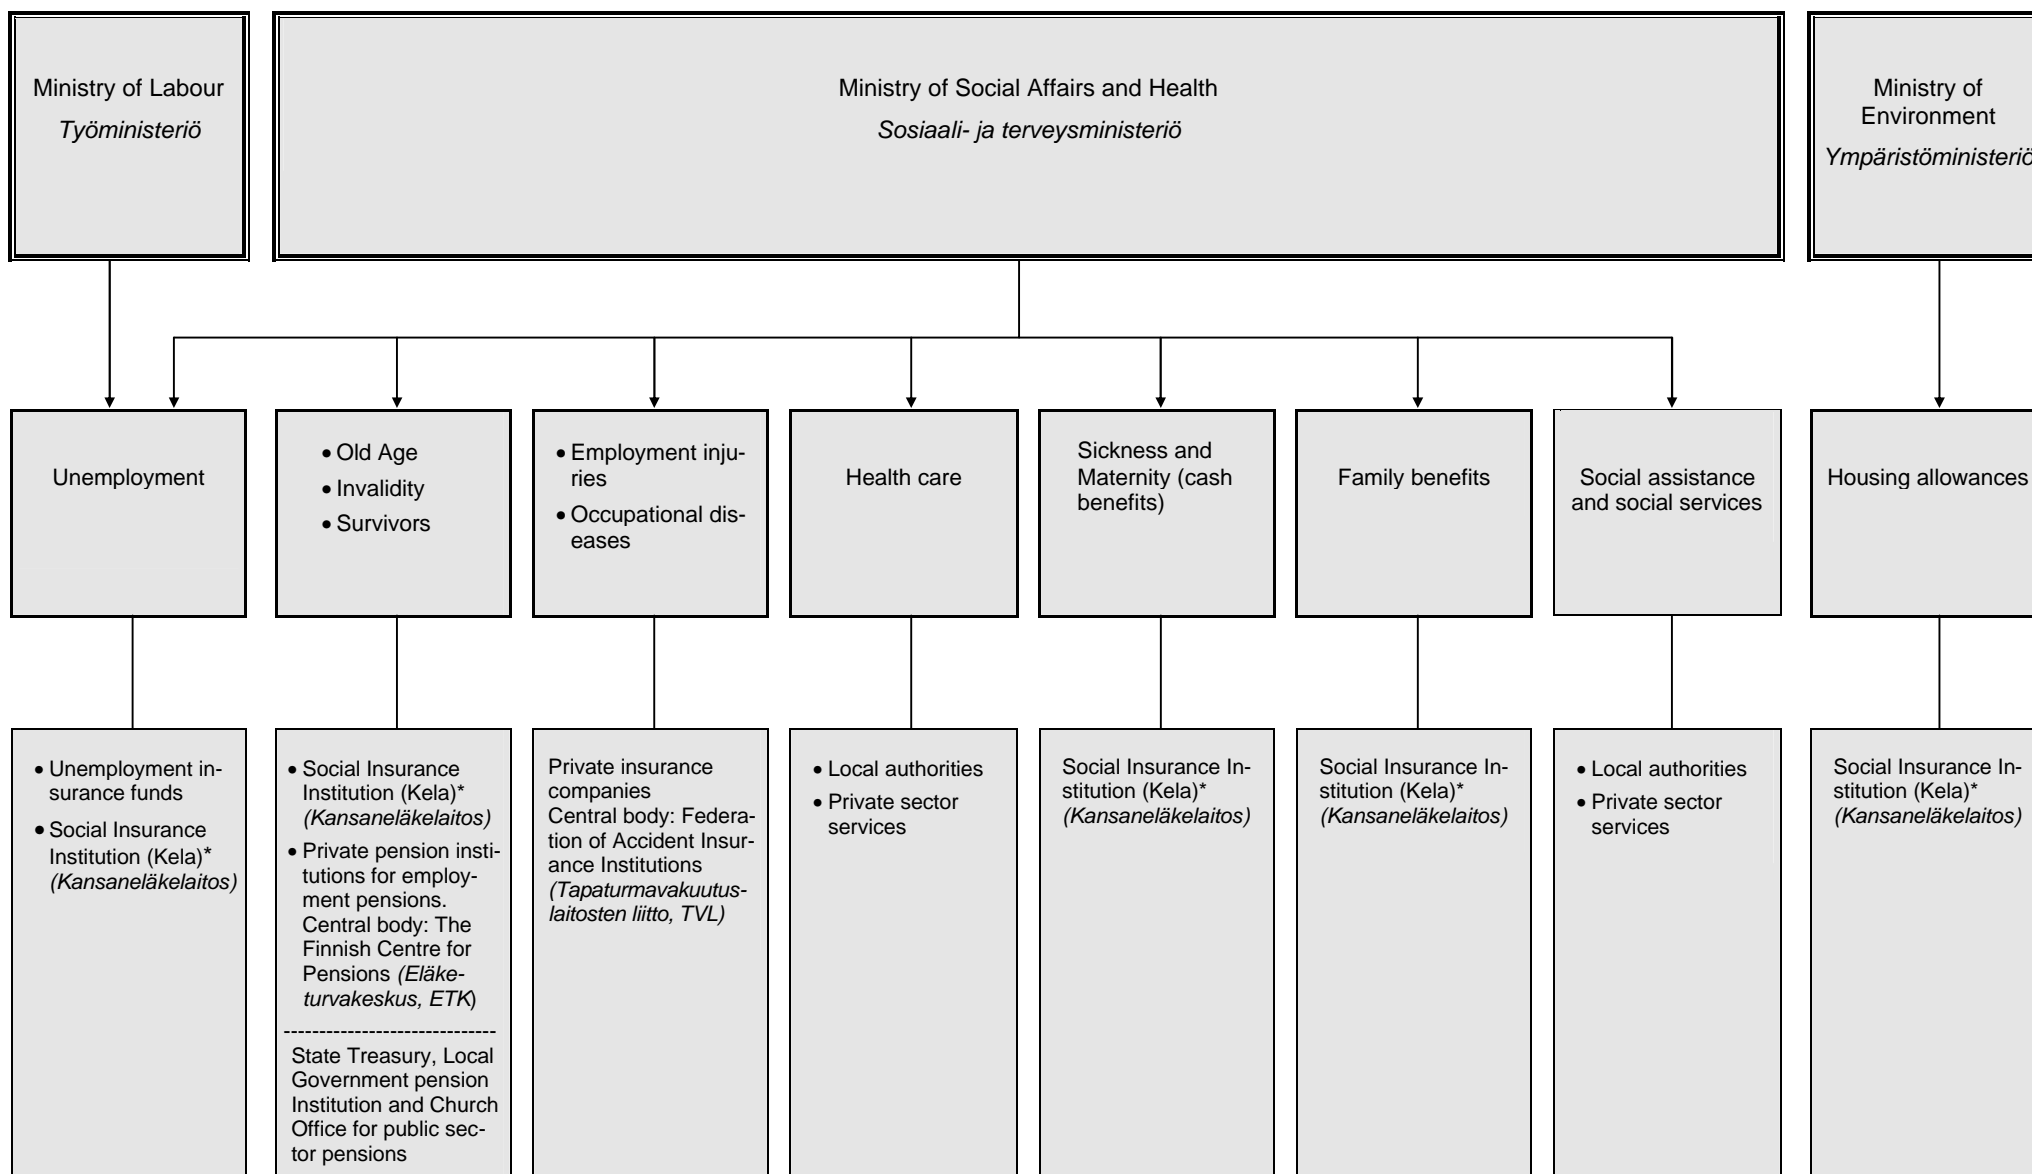 Ministry of Labour
Työministeriö
Ministry of Social Affairs and Health
Sosiaali- ja terveysministeriö
Ministry of
Environment
Ympäristöministeriö
Unemployment
• Old Age
• Invalidity
• Survivors
• Employment inju-
ries
• Occupational dis-
eases
Health care
Sickness and
Maternity (cash
benefits)
Family benefits
Social assistance
and social services
Housing allowances
• Unemployment in-
surance funds
• Social Insurance
Institution (Kela)*
(Kansaneläkelaitos)
• Social Insurance
Institution (Kela)*
(Kansaneläkelaitos)
• Private pension insti-
tutions for employ-
ment pensions.
Central body: The
Finnish Centre for
Pensions (Eläke-
turvakeskus, ETK)
------------------------------
State Treasury, Local
Government pension
Institution and Church
Office for public sec-
tor pensions
Private insurance
companies
Central body: Federa-
tion of Accident Insur-
ance Institutions
(Tapaturmavakuutus-
laitosten liitto, TVL)
• Local authorities
• Private sector
services
Social Insurance In-
stitution (Kela)*
(Kansaneläkelaitos)
Social Insurance In-
stitution (Kela)*
(Kansaneläkelaitos)
• Local authorities
• Private sector
services
Social Insurance In-
stitution (Kela)*
(Kansaneläkelaitos)